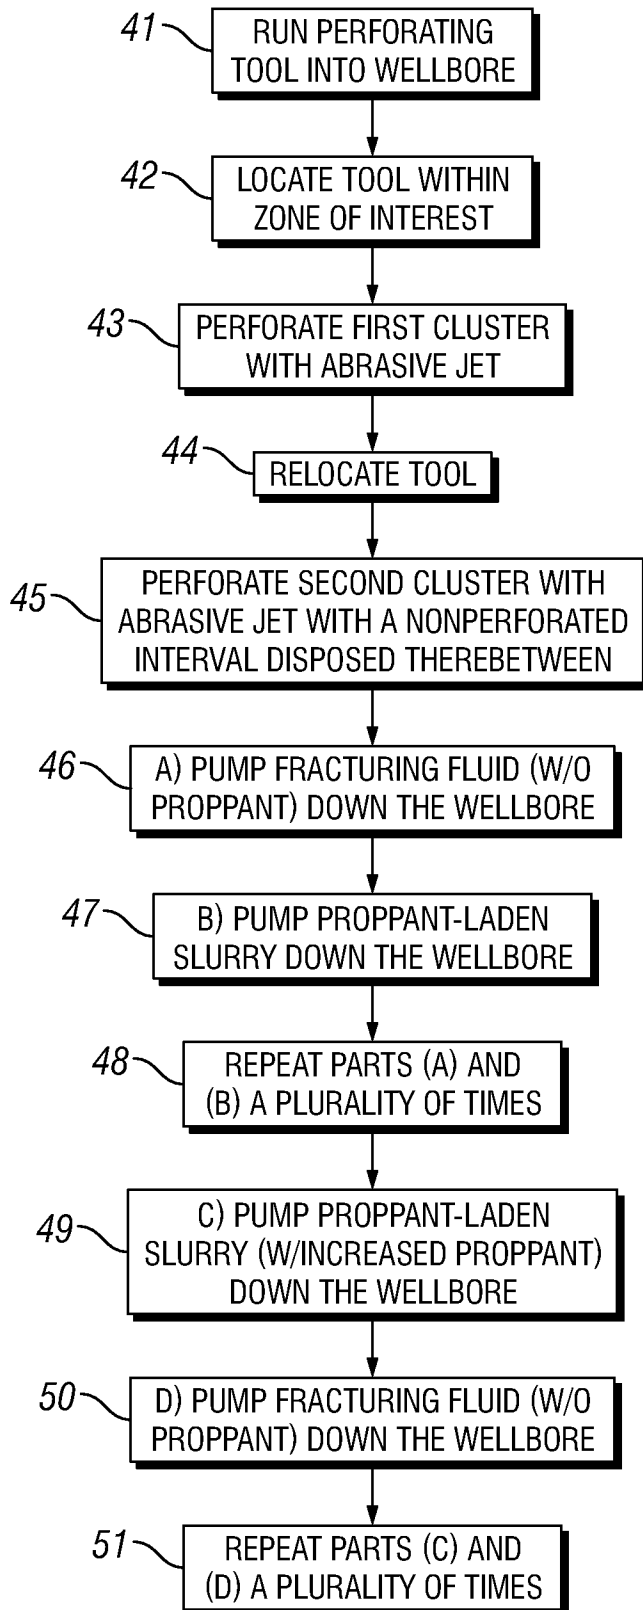 41
RUN PERFORATING
TOOL INTO WELLBORE
42
LOCATE TOOL WITHIN
ZONE OF INTEREST
43
PERFORATE FIRST CLUSTER
WITH ABRASIVE JET
44
RELOCATE TOOL
45
PERFORATE SECOND CLUSTER WITH
ABRASIVE JET WITH A NONPERFORATED
INTERVAL DISPOSED THEREBETWEEN
46
A) PUMP FRACTURING FLUID (W/O
PROPPANT) DOWN THE WELLBORE
47
B) PUMP PROPPANT-LADEN
SLURRY DOWN THE WELLBORE
48
REPEAT PARTS (A) AND
(B) A PLURALITY OF TIMES
49
C) PUMP PROPPANT-LADEN
SLURRY (W/INCREASED PROPPANT)
DOWN THE WELLBORE
50
D) PUMP FRACTURING FLUID (W/O
PROPPANT) DOWN THE WELLBORE
51
REPEAT PARTS (C) AND
(D) A PLURALITY OF TIMES